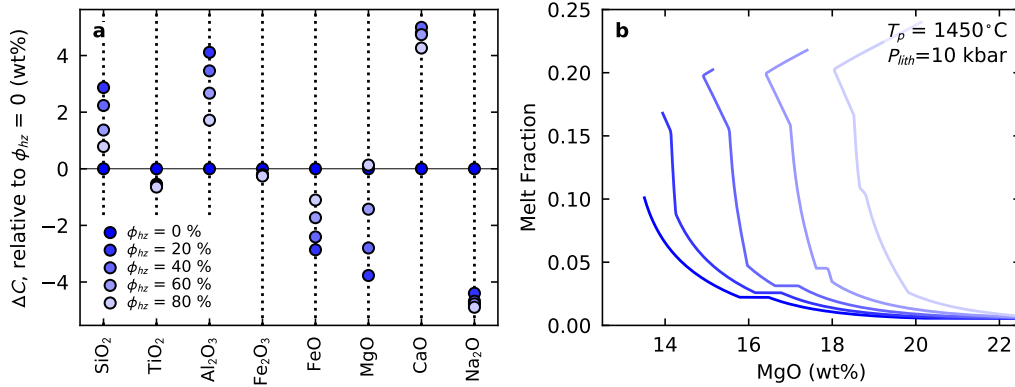 a
ΔC, relative to ϕhz = 0 (wt%)
4
2
0
−2
−4
ϕhz = 0 %
ϕhz = 20 %
ϕhz = 40 %
ϕhz = 60 %
ϕhz = 80 %
SiO₂
TiO₂
Al₂O₃
Fe₂O₃
FeO
MgO
CaO
Na₂O
b
Tp = 1450°C
Plith=10 kbar
Melt Fraction
0.25
0.20
0.15
0.10
0.05
0.00
14
16
18
20
22
MgO (wt%)